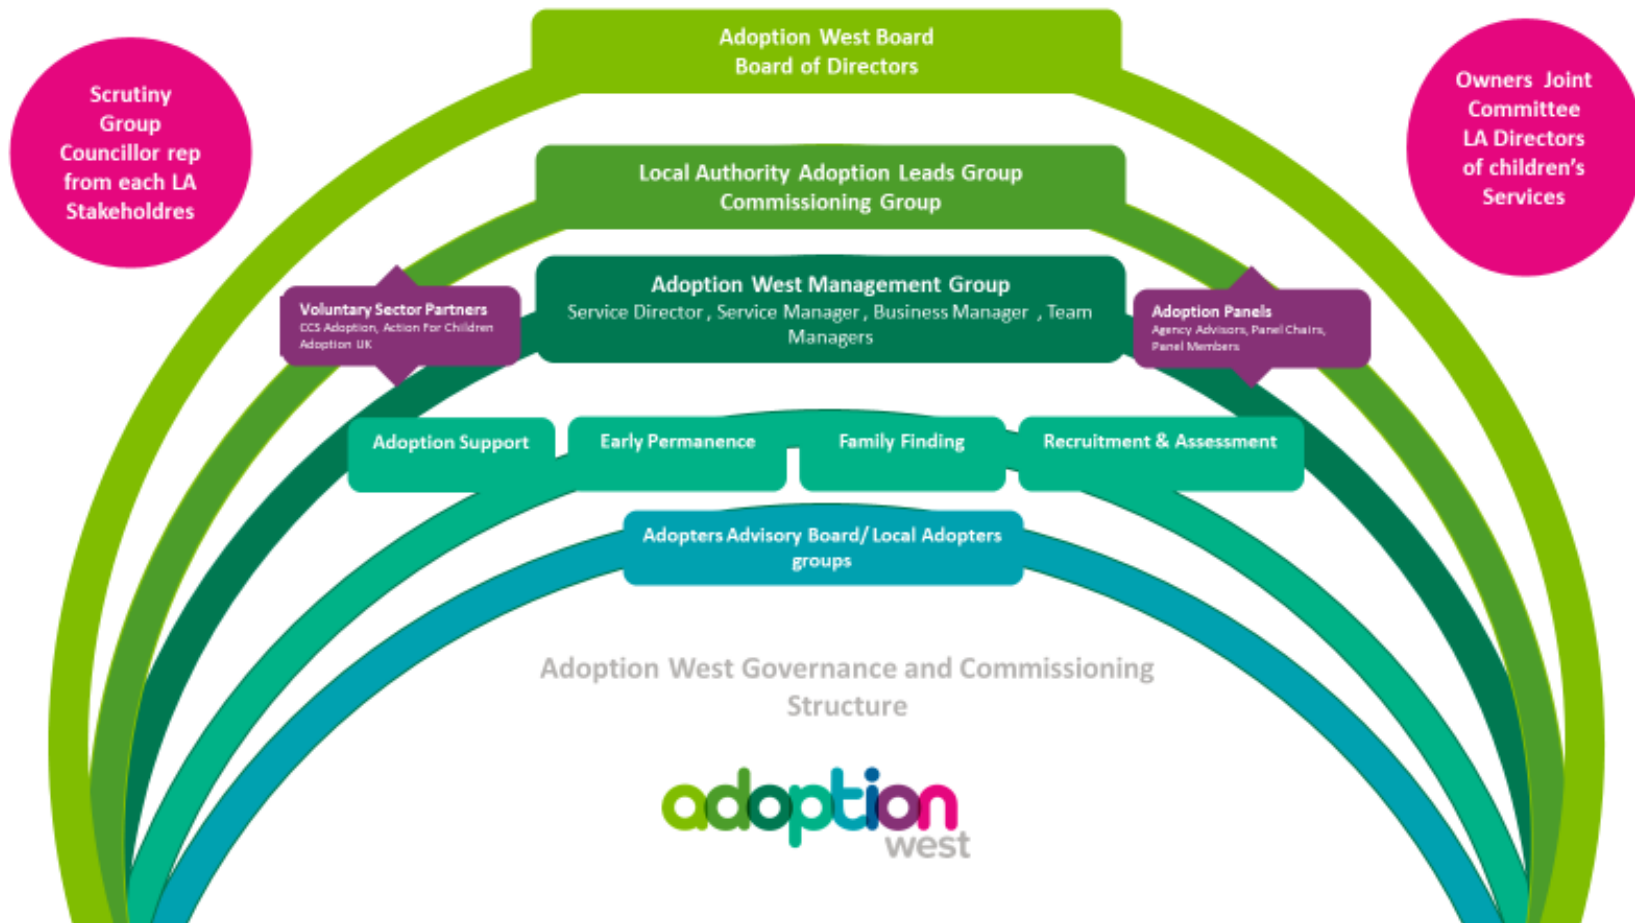 Adoption West Board
Board of Directors
Scrutiny
Group
Councillor rep
from each LA
Stakeholdres
Owners Joint
Committee
LA Directors
of children's
Services
Local Authority Adoption Leads Group
Commissioning Group
Adoption West Management Group
Service Director , Service Manager , Business Manager , Team
Managers
Voluntary Sector Partners
CCS Adoption, Action For Children
Adoption UK
Adoption Panels
Agency Advisors, Panel Chairs,
Panel Members
Adoption Support
Early Permanence
Family Finding
Recruitment & Assessment
Adopters Advisory Board/ Local Adopters
groups
Adoption West Governance and Commissioning
Structure
adoption
west